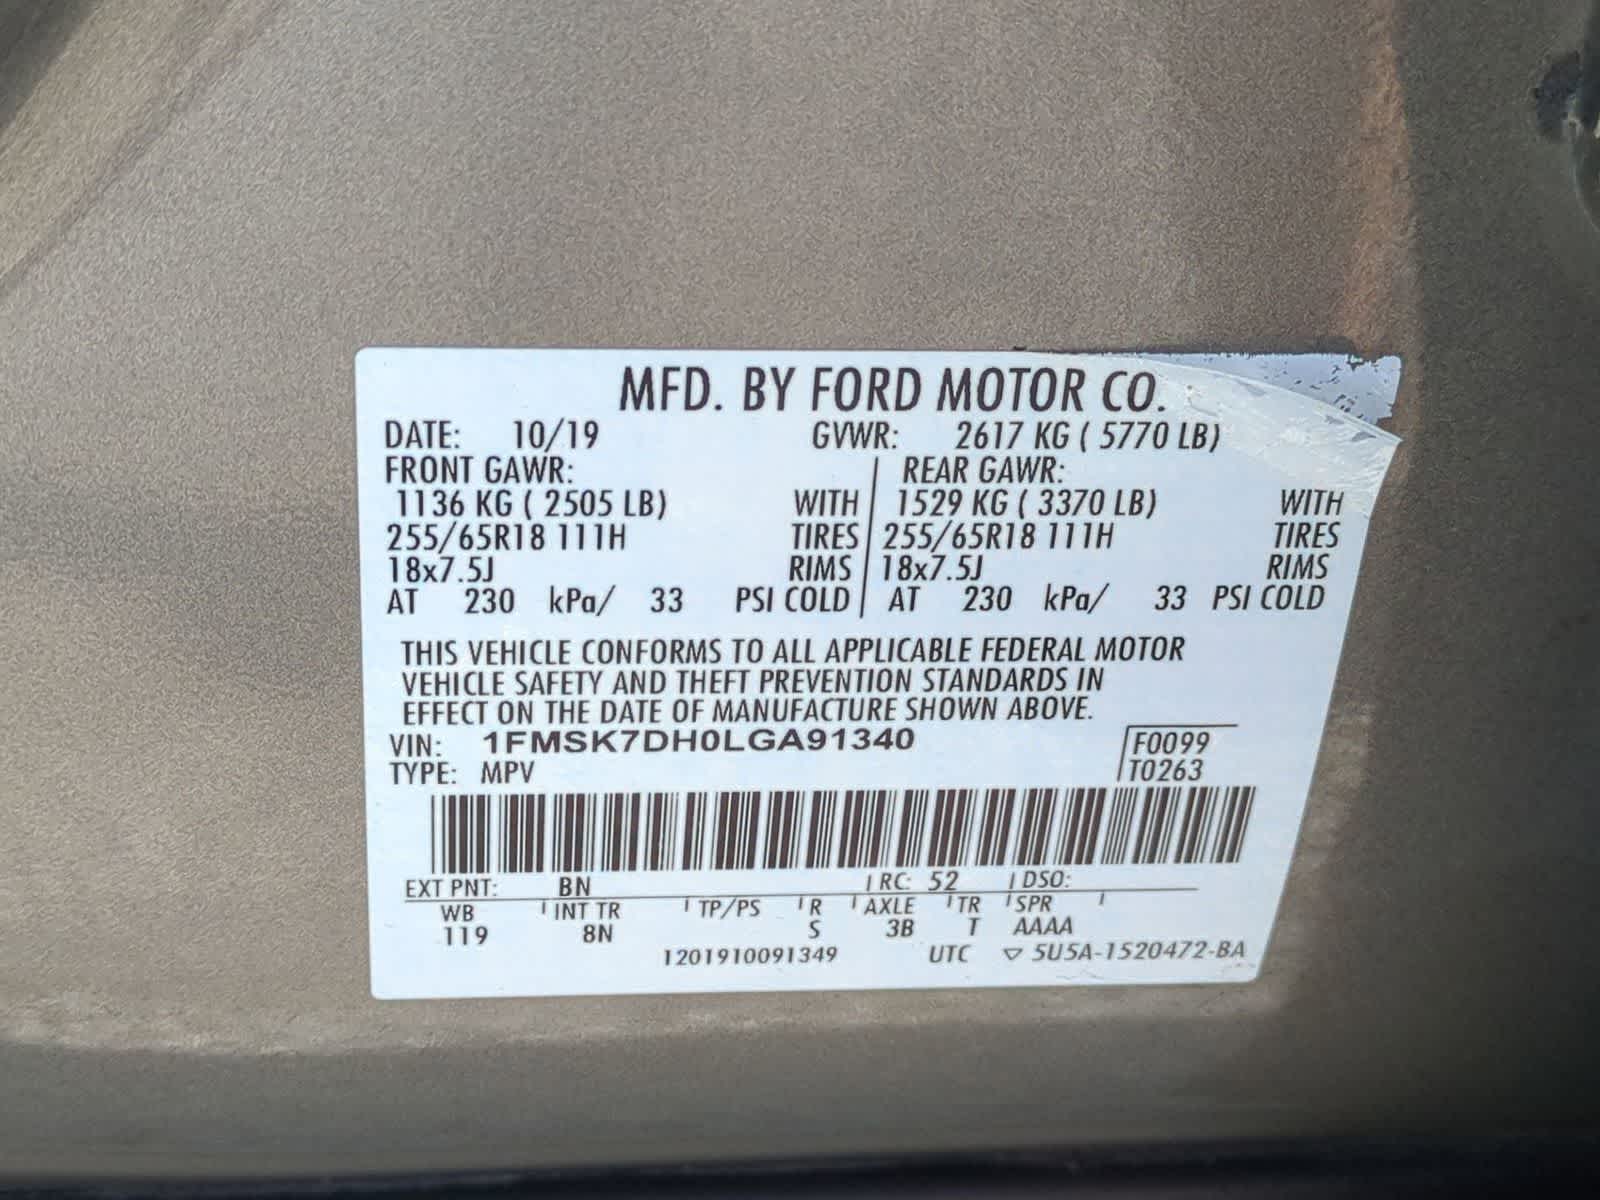 MFD. BY FORD MOTOR CO.
DATE: 10/19 GVWR: 2617 KG ( 5770 LB)
FRONT GAWR: REAR GAWR:
1136 KG ( 2505 LB) WITH 1529 KG ( 3370 LB) WITH
255/65R18 111H TIRES 255/65R18 111H TIRES
18x7.5J RIMS 18x7.5J RIMS
AT 230 kPa/ 33 PSI COLD AT 230 kPa/ 33 PSI COLD
THIS VEHICLE CONFORMS TO ALL APPLICABLE FEDERAL MOTOR
VEHICLE SAFETY AND THEFT PREVENTION STANDARDS IN
EFFECT ON THE DATE OF MANUFACTURE SHOWN ABOVE.
VIN: 1FMSK7DH0LGA91340 F0099
TYPE: MPV T0263
EXT PNT: BN RC: 52 DSO:
WB INT TR TP/PS R AXLE TR SPR
119 8N S 3B T AAAA
1201910091349 UTC ▽ 5U5A-1520472-BA